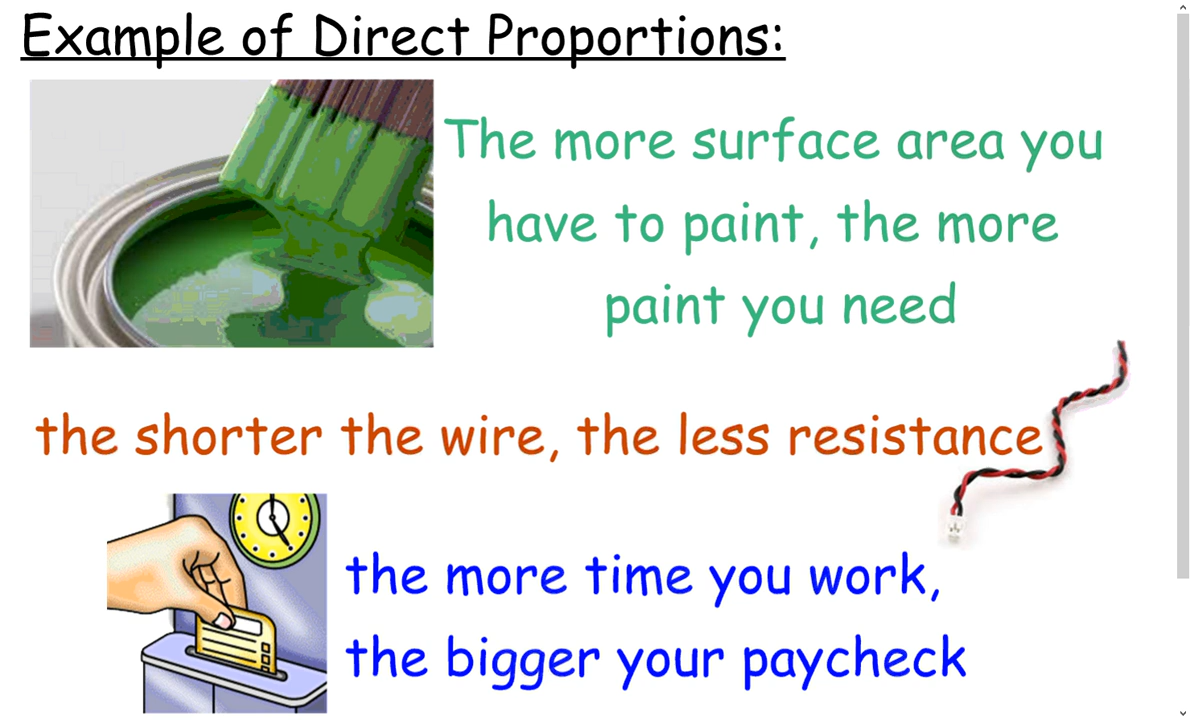 Example of Direct Proportions:
The more surface area you
have to paint, the more
paint you need
the shorter the wire, the less resistance
the more time you work,
the bigger your paycheck